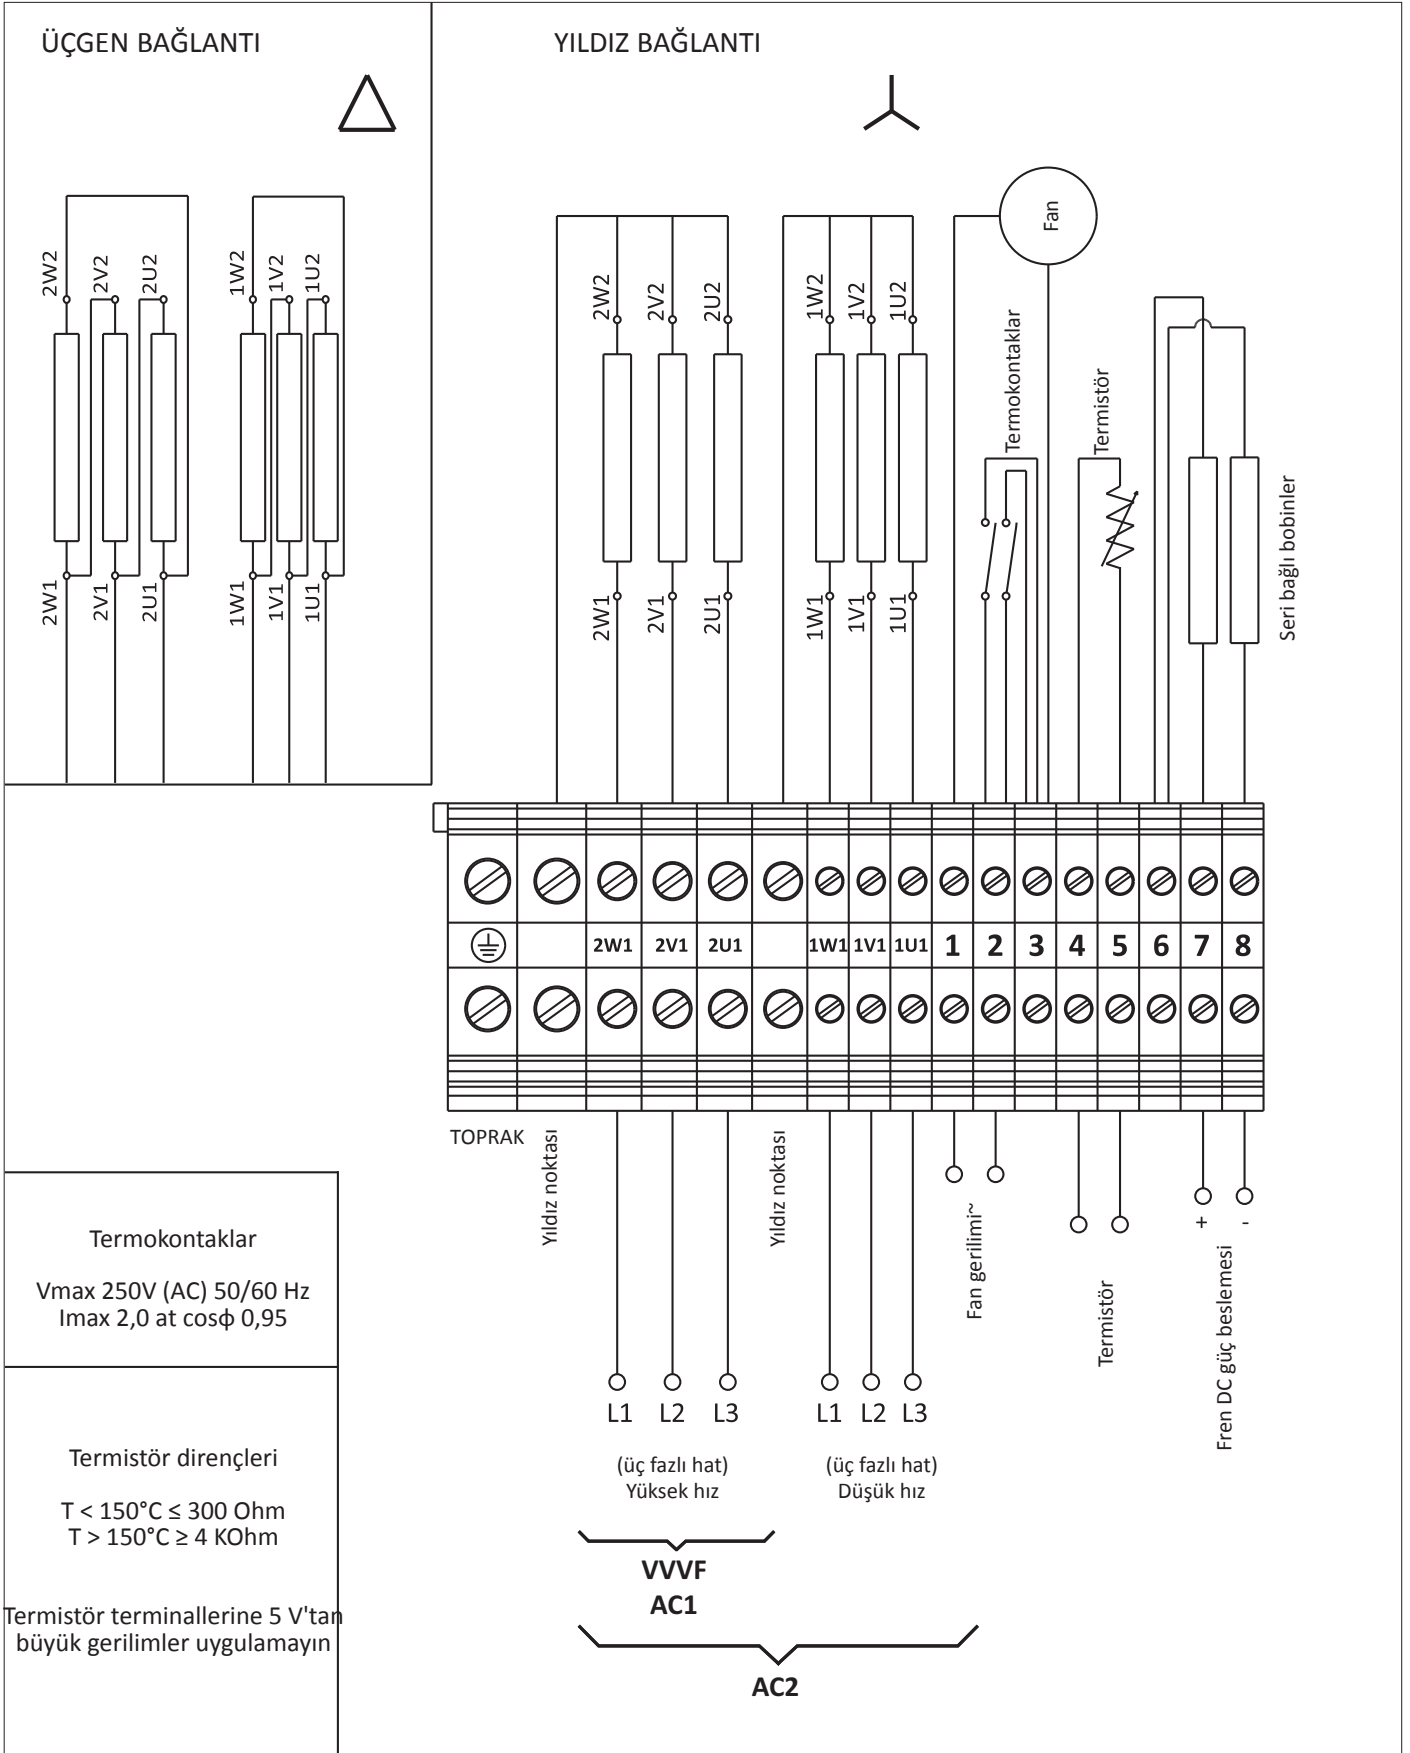 ÜÇGEN BAĞLANTI
YILDIZ BAĞLANTI
2W2
2V2
2U2
1W2
1V2
1U2
2W1
2V1
2U1
1W1
1V1
1U1
2W2
2V2
2U2
1W2
1V2
1U2
Fan
Termokontaklar
Termistör
Seri bağlı bobinler
2W1
2V1
2U1
1W1
1V1
1U1
2W1 2V1 2U1 1W1 1V1 1U1 1 2 3 4 5 6 7 8
TOPRAK
Yıldız noktası
Yıldız noktası
Fan gerilimi~
Termistör
+ -
Fren DC güç beslemesi
L1 L2 L3
L1 L2 L3
(üç fazlı hat)
Yüksek hız
(üç fazlı hat)
Düşük hız
VVVF
AC1
AC2
Termokontaklar
Vmax 250V (AC) 50/60 Hz
Imax 2,0 at cosϕ 0,95
Termistör dirençleri
T < 150°C ≤ 300 Ohm
T > 150°C ≥ 4 KOhm
Termistör terminallerine 5 V'tan
büyük gerilimler uygulamayın